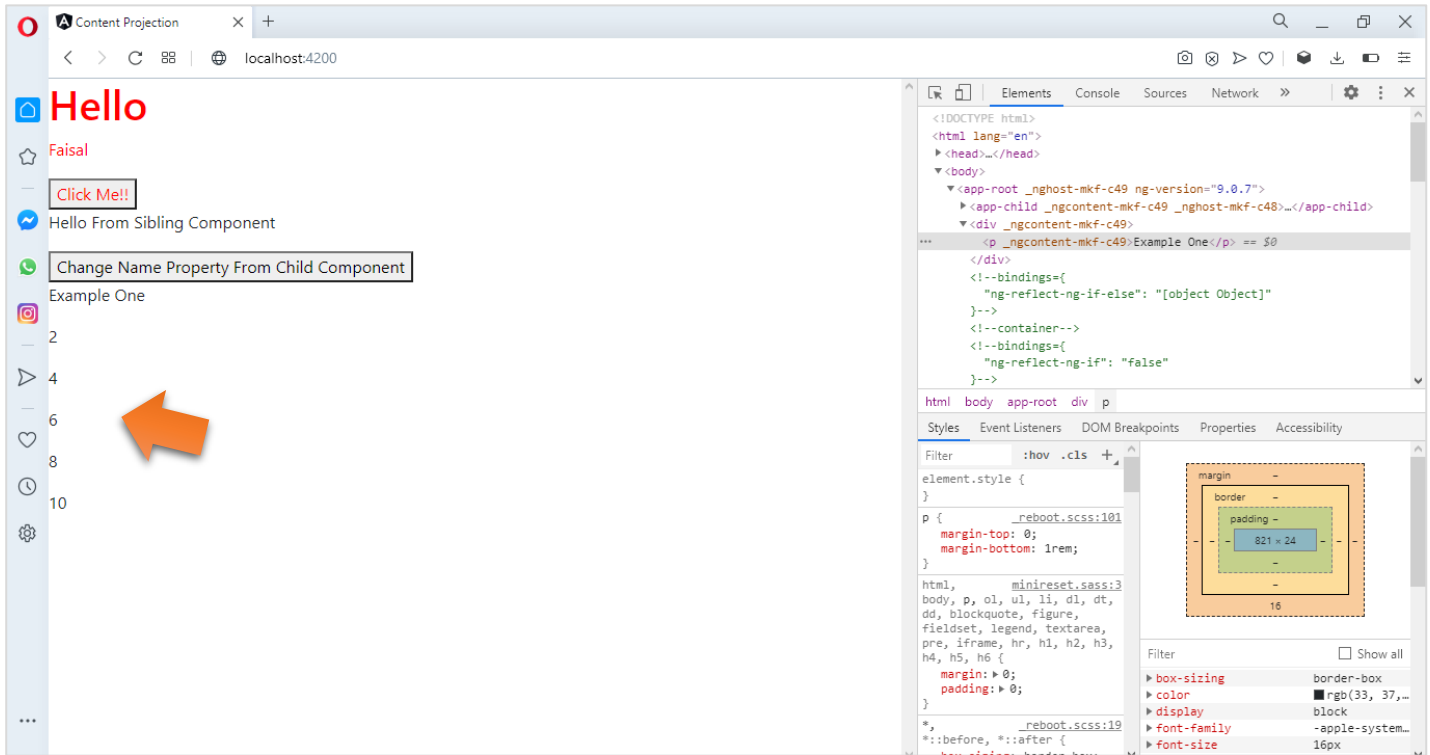 Content Projection
localhost:4200
Hello
Faisal
Click Me!!
Hello From Sibling Component
Change Name Property From Child Component
Example One
2
4
6
8
10
Elements Console Sources Network »
<!DOCTYPE html>
<html lang="en">
<head>…</head>
<body>
<app-root _nghost-mkf-c49 ng-version="9.0.7">
<app-child _ngcontent-mkf-c49 _nghost-mkf-c48>…</app-child>
<div _ngcontent-mkf-c49>
<p _ngcontent-mkf-c49>Example One</p> == $0
</div>
<!--bindings={
"ng-reflect-ng-if-else": "[object Object]"
}-->
<!--container-->
<!--bindings={
"ng-reflect-ng-if": "false"
}-->
html body app-root div p
Styles Event Listeners DOM Breakpoints Properties Accessibility
Filter :hov .cls +
element.style {
}
p { _reboot.scss:101
margin-top: 0;
margin-bottom: 1rem;
}
html, minireset.sass:3
body, p, ol, ul, li, dl, dt,
dd, blockquote, figure,
fieldset, legend, textarea,
pre, iframe, hr, h1, h2, h3,
h4, h5, h6 {
margin: 0;
padding: 0;
}
*, _reboot.scss:19
*::before, *::after {
box-sizing: border-box;
margin –
border –
padding –
– – – 821 × 24 – – –
–
–
16
Filter Show all
box-sizing border-box
color rgb(33, 37,…
display block
font-family -apple-system…
font-size 16px